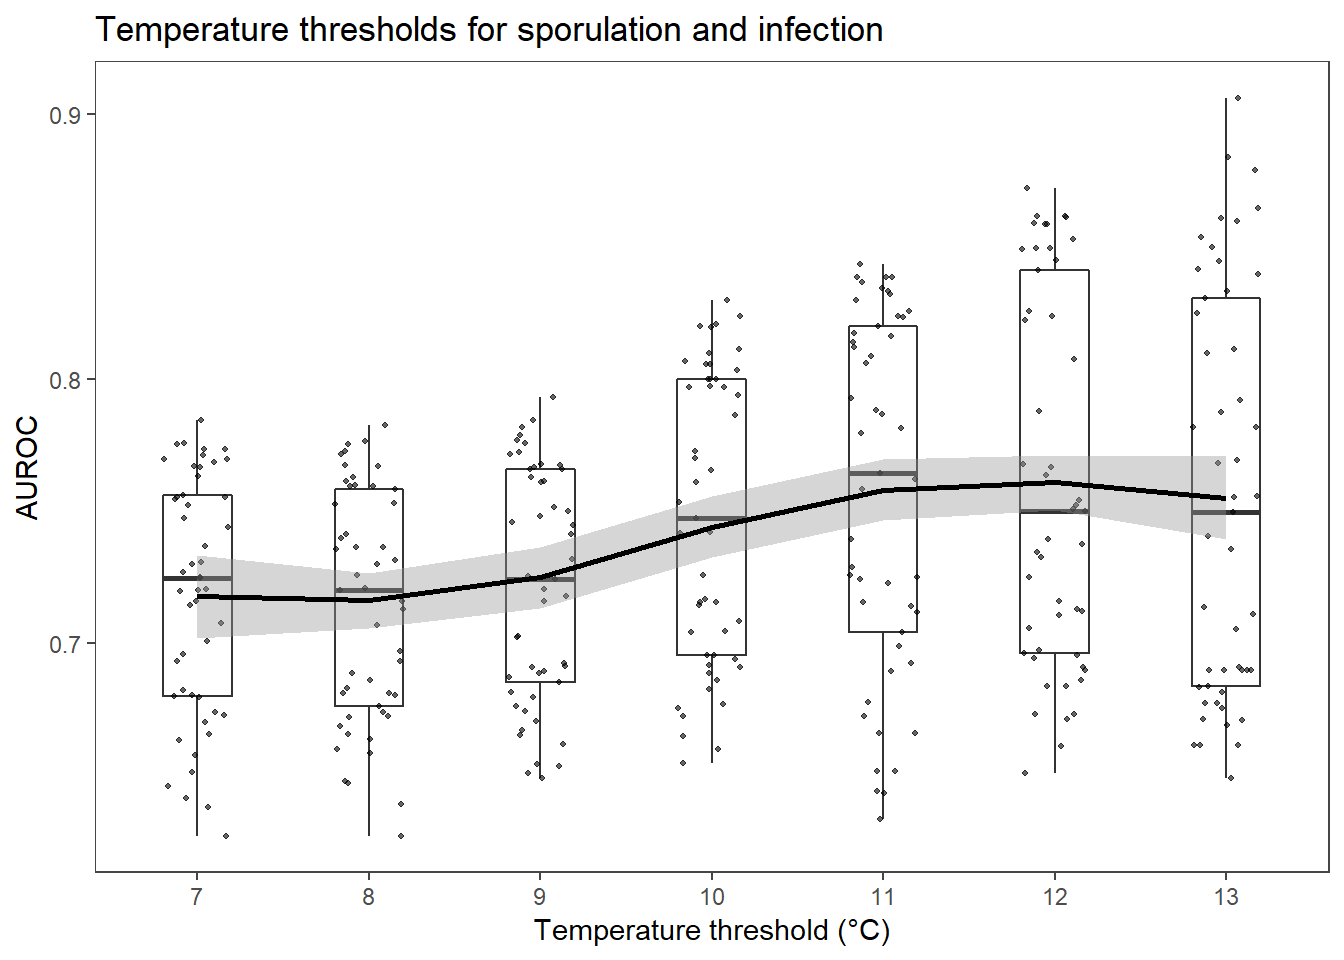 Temperature thresholds for sporulation and infection
0.9
0.8
0.7
AUROC
7 8 9 10 11 12 13
Temperature threshold (°C)